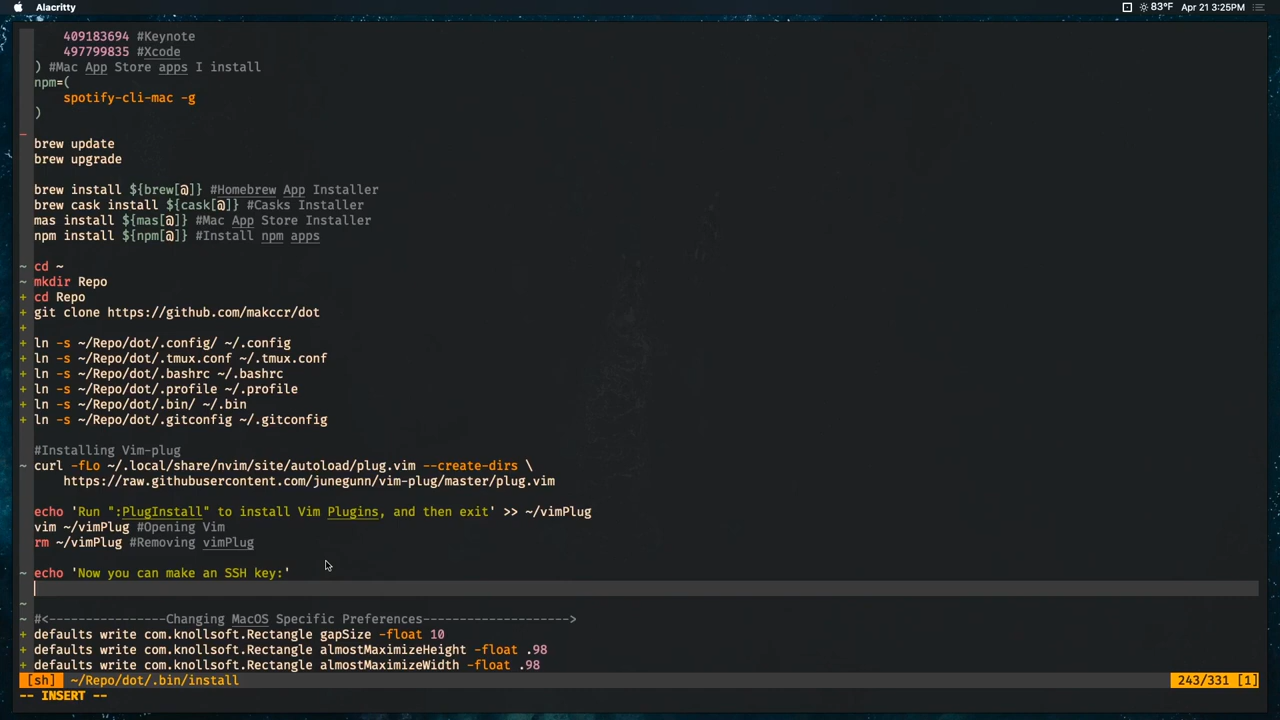 Alacritty
83°F Apr 21 3:25PM
409183694 #Keynote
497799835 #Xcode
) #Mac App Store apps I install
npm=(
spotify-cli-mac -g
)
brew update
brew upgrade
brew install ${brew[@]} #Homebrew App Installer
brew cask install ${cask[@]} #Casks Installer
mas install ${mas[@]} #Mac App Store Installer
npm install ${npm[@]} #Install npm apps
~ cd ~
~ mkdir Repo
+ cd Repo
+ git clone https://github.com/makccr/dot
+
+ ln -s ~/Repo/dot/.config/ ~/.config
+ ln -s ~/Repo/dot/.tmux.conf ~/.tmux.conf
+ ln -s ~/Repo/dot/.bashrc ~/.bashrc
+ ln -s ~/Repo/dot/.profile ~/.profile
+ ln -s ~/Repo/dot/.bin/ ~/.bin
+ ln -s ~/Repo/dot/.gitconfig ~/.gitconfig
#Installing Vim-plug
~ curl -fLo ~/.local/share/nvim/site/autoload/plug.vim --create-dirs \
https://raw.githubusercontent.com/junegunn/vim-plug/master/plug.vim
echo 'Run ":PlugInstall" to install Vim Plugins, and then exit' >> ~/vimPlug
vim ~/vimPlug #Opening Vim
rm ~/vimPlug #Removing vimPlug
~ echo 'Now you can make an SSH key:'
~
~ #<----------------Changing MacOS Specific Preferences-------------------->
+ defaults write com.knollsoft.Rectangle gapSize -float 10
+ defaults write com.knollsoft.Rectangle almostMaximizeHeight -float .98
+ defaults write com.knollsoft.Rectangle almostMaximizeWidth -float .98
[sh] ~/Repo/dot/.bin/install 243/331 [1]
-- INSERT --